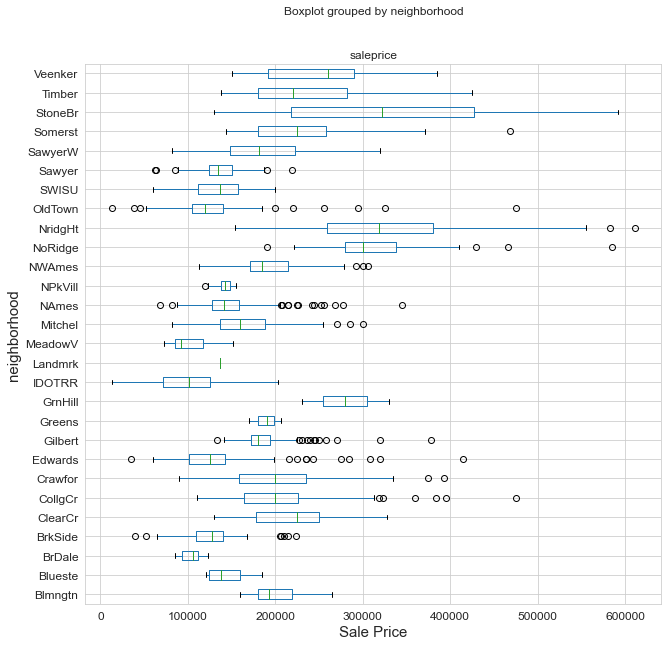 Boxplot grouped by neighborhood
saleprice
Veenker
Timber
StoneBr
Somerst
SawyerW
Sawyer
SWISU
OldTown
NridgHt
NoRidge
NWAmes
NPkVill
NAmes
Mitchel
MeadowV
Landmrk
IDOTRR
GrnHill
Greens
Gilbert
Edwards
Crawfor
CollgCr
ClearCr
BrkSide
BrDale
Blueste
Blmngtn
neighborhood
0 100000 200000 300000 400000 500000 600000
Sale Price